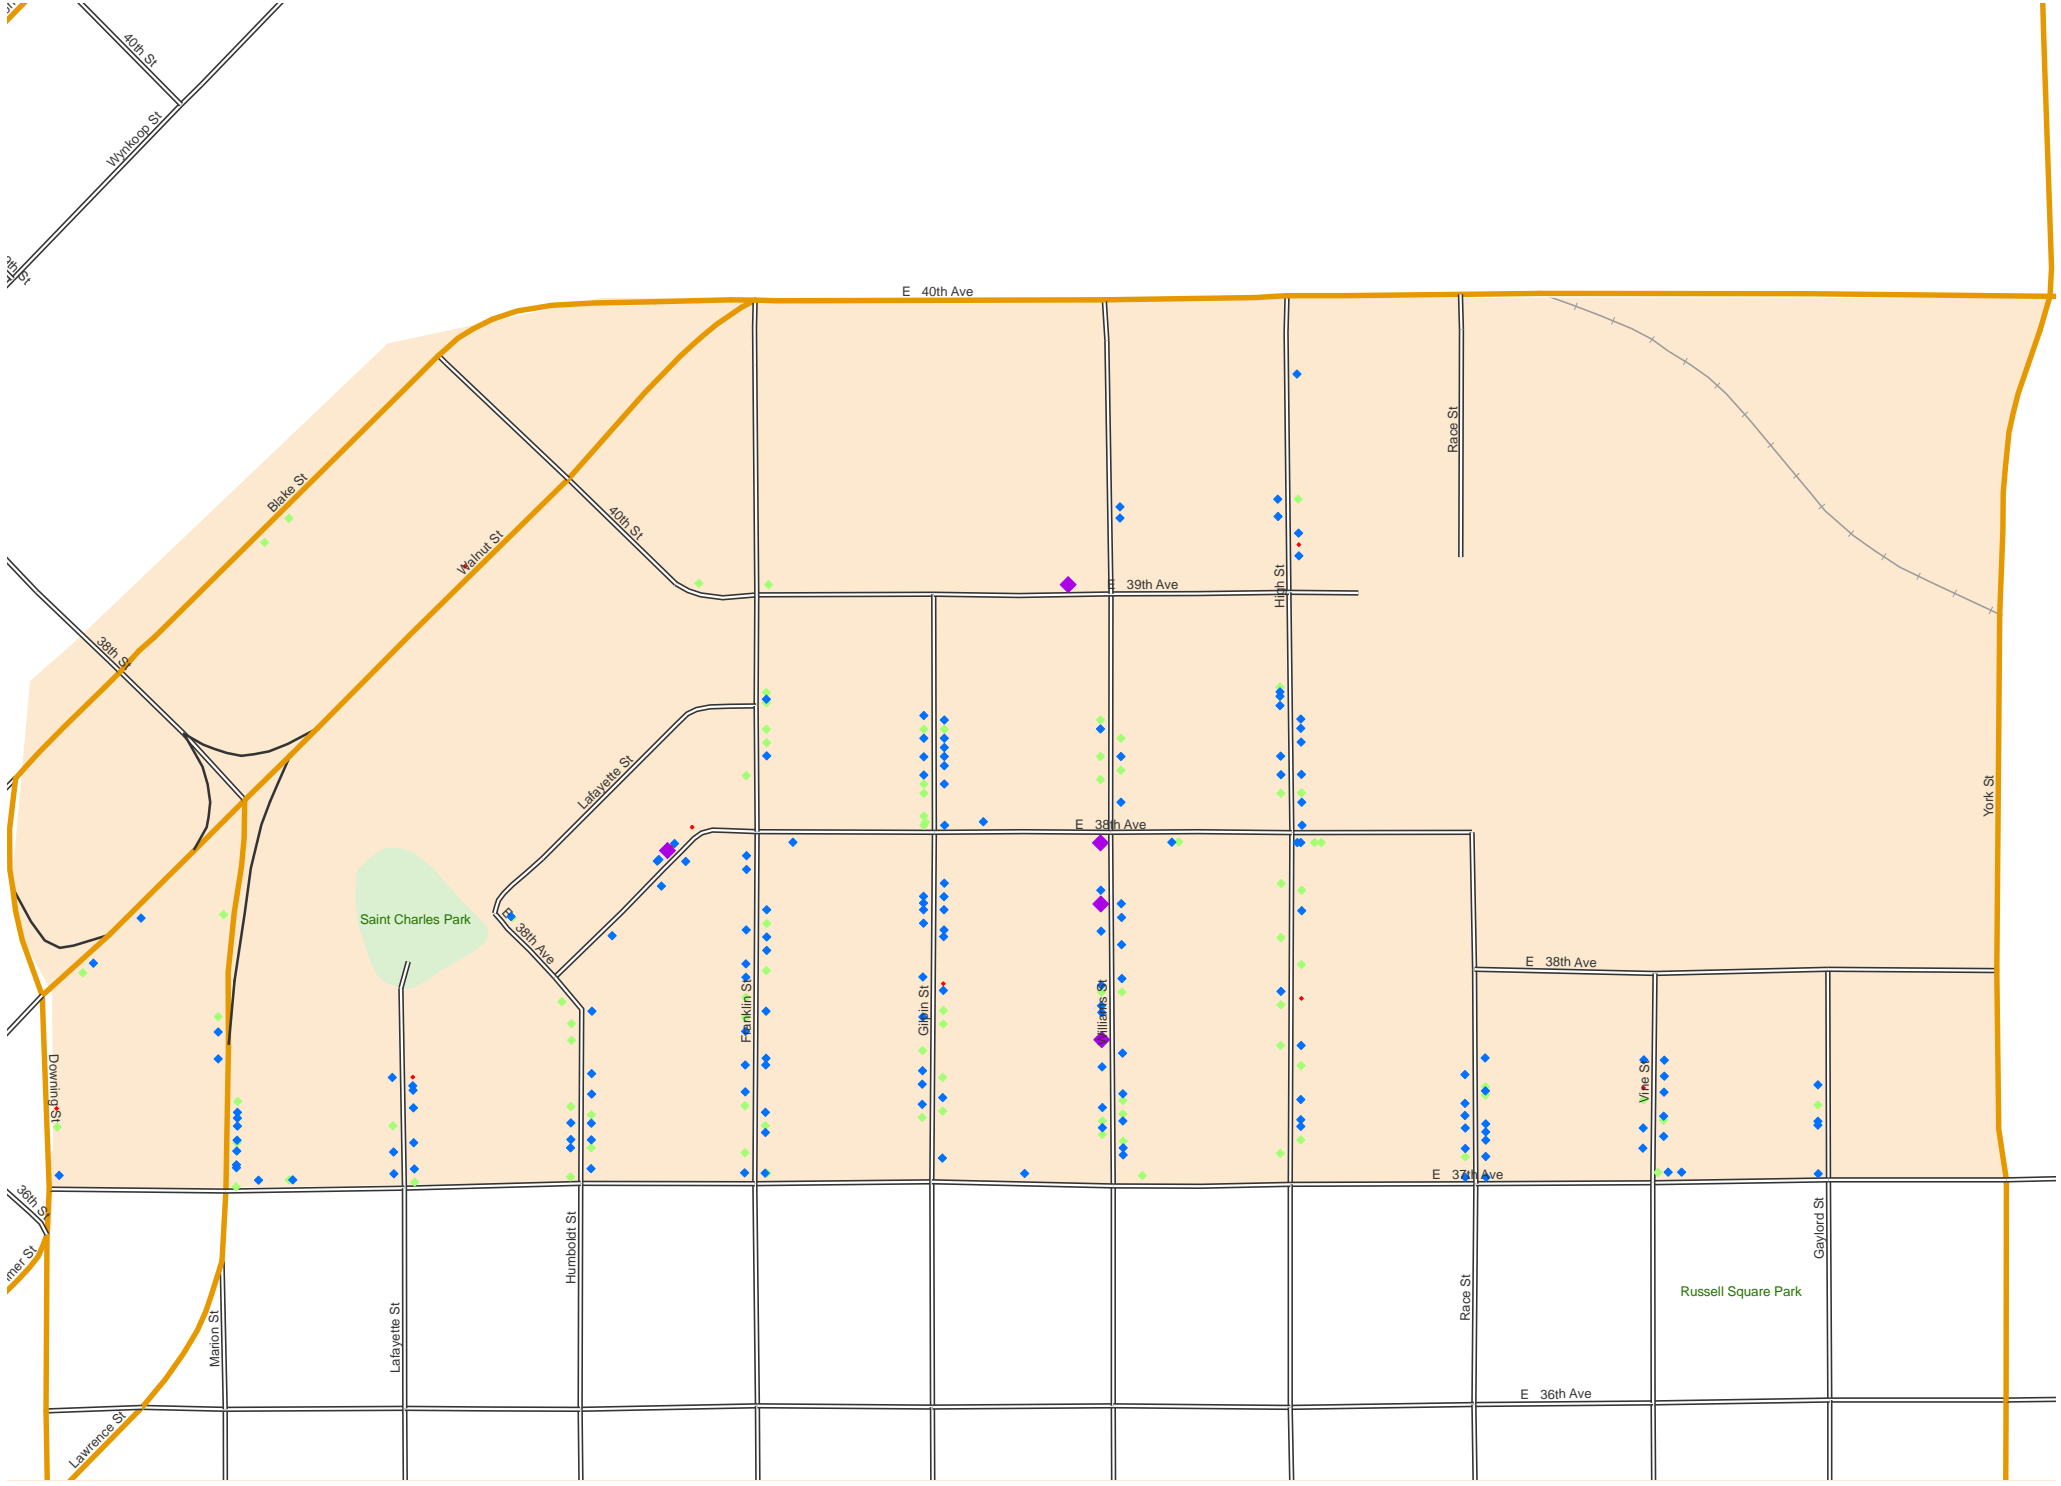 40th St
Wynkoop St
E 40th Ave
Race St
Blake St
Walnut St
40th St
E 39th Ave
High St
38th St
Lafayette St
York St
E 38th Ave
Saint Charles Park
E 38th Ave
E 38th Ave
Franklin St
Gilpin St
Williams St
Downing St
Vine St
E 37th Ave
36th St
Humboldt St
Gaylord St
Marion St
Lafayette St
Race St
Russell Square Park
E 36th Ave
Lawrence St